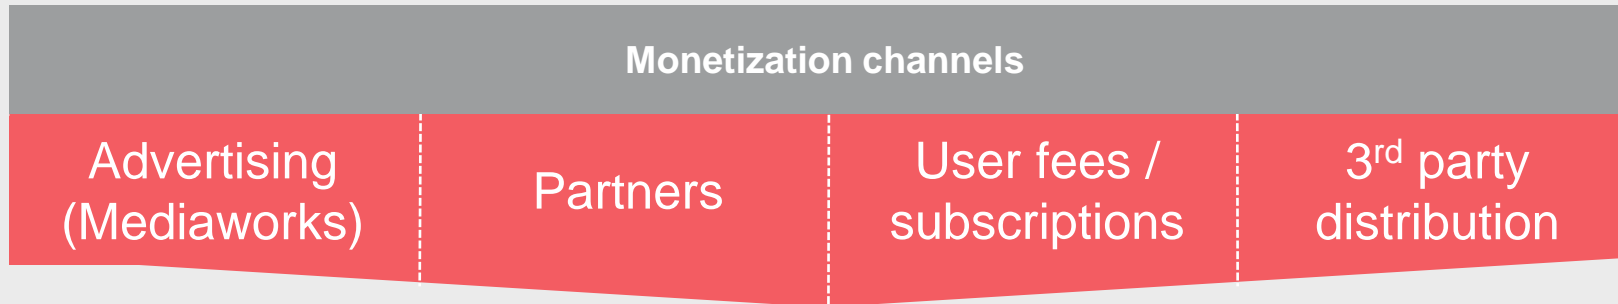 Monetization channels
Advertising
(Mediaworks)
Partners
User fees /
subscriptions
3rd party
distribution